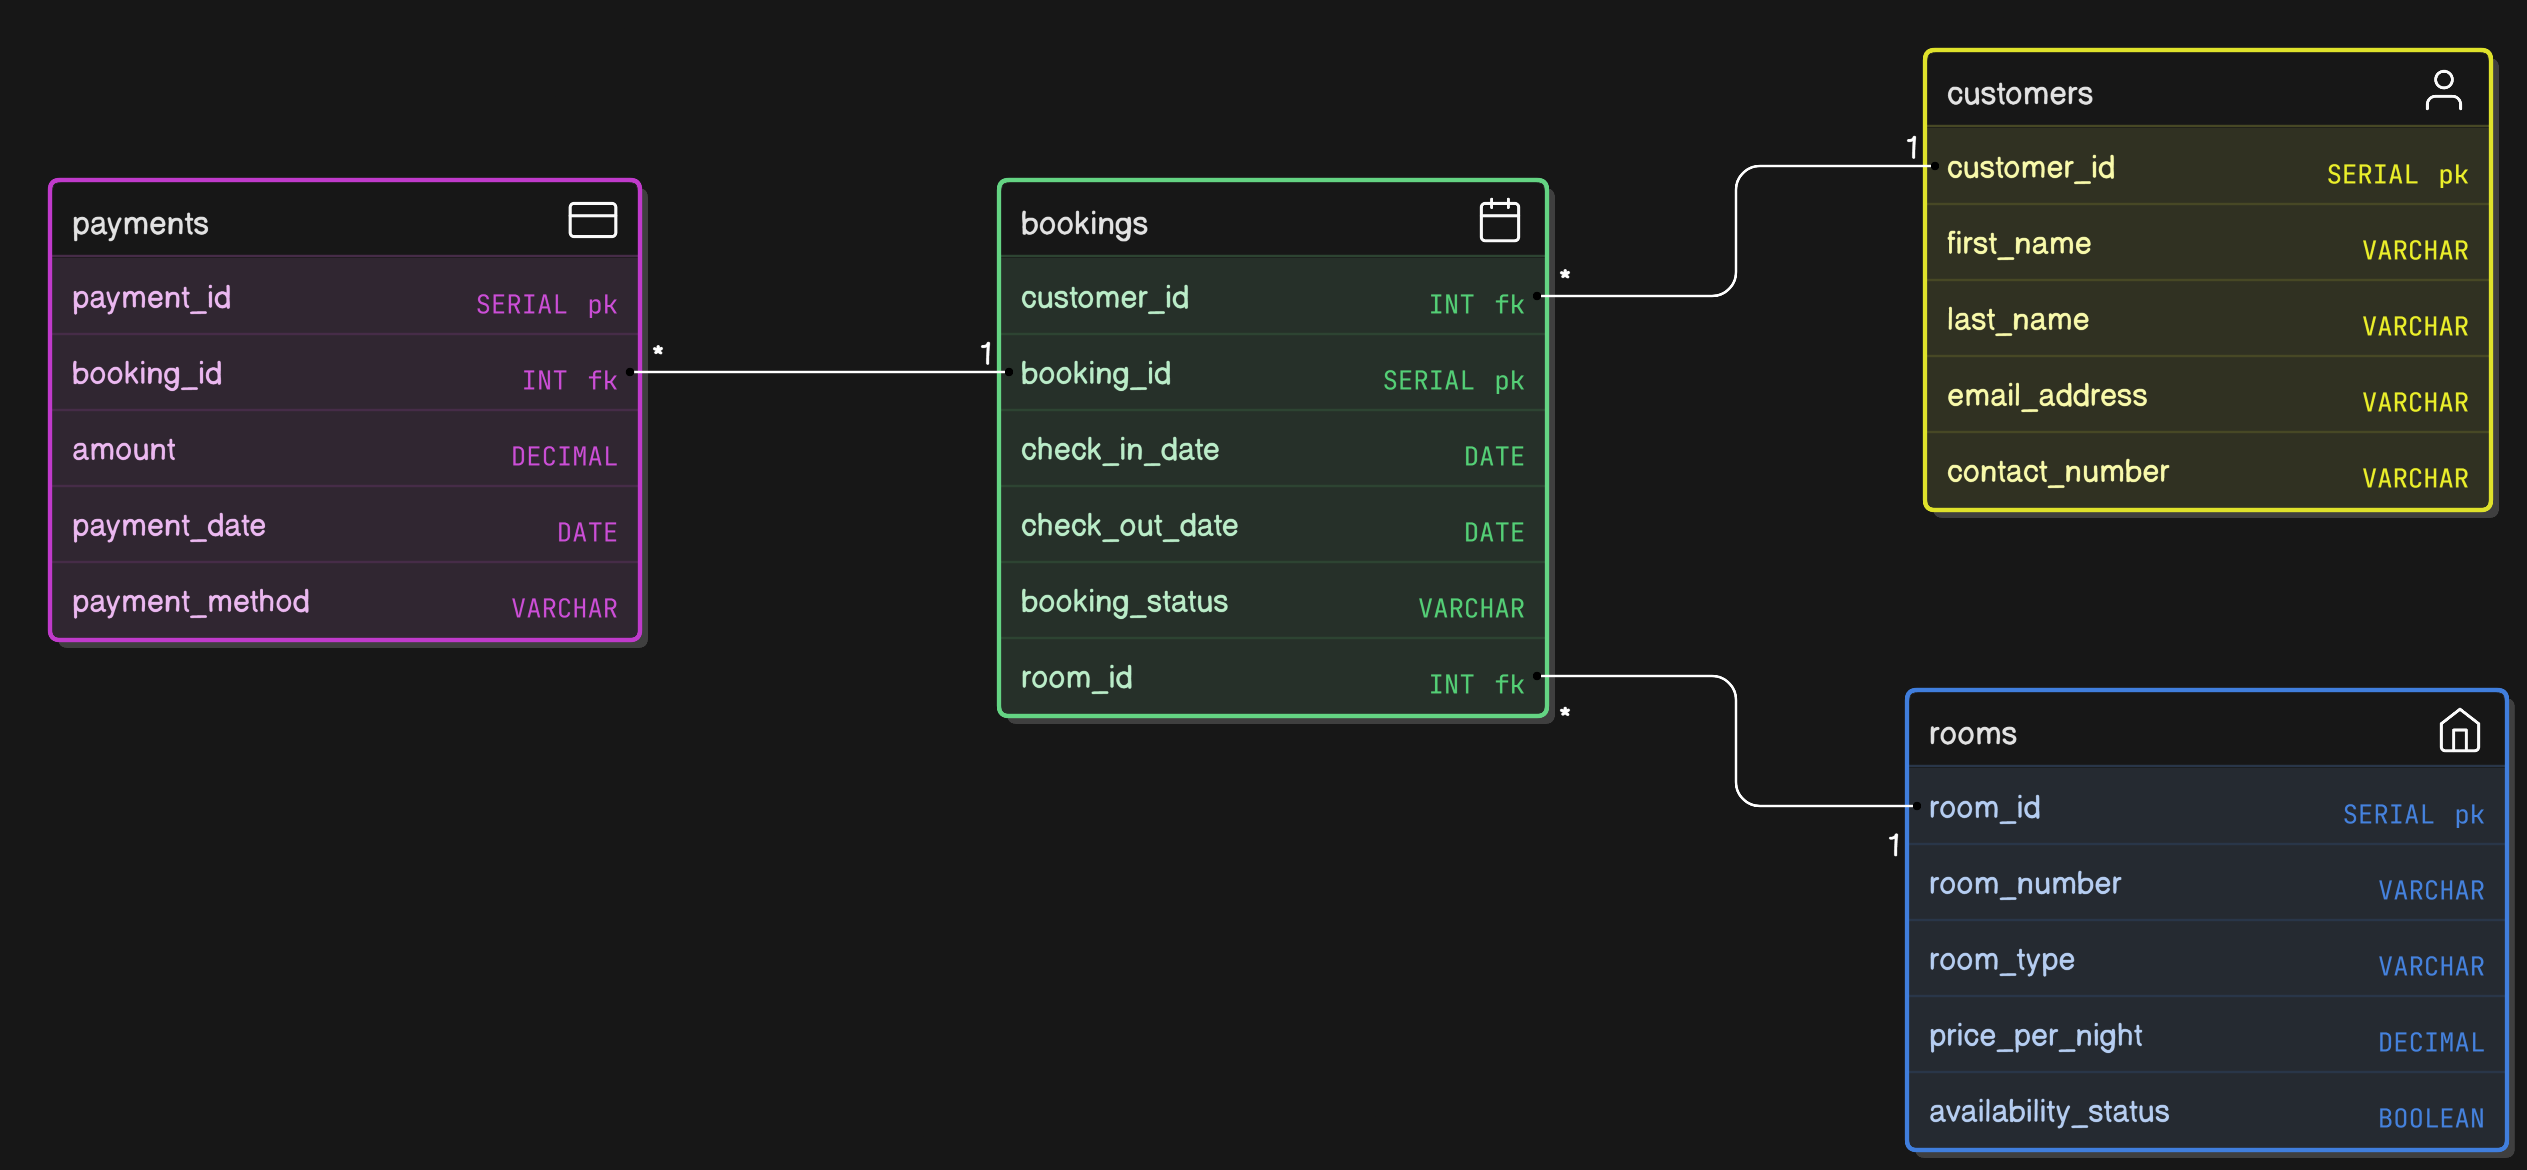 payments
payment_id SERIAL pk
booking_id INT fk
amount DECIMAL
payment_date DATE
payment_method VARCHAR
*
1
bookings
customer_id INT fk
booking_id SERIAL pk
check_in_date DATE
check_out_date DATE
booking_status VARCHAR
room_id INT fk
*
1
customers
customer_id SERIAL pk
first_name VARCHAR
last_name VARCHAR
email_address VARCHAR
contact_number VARCHAR
*
1
rooms
room_id SERIAL pk
room_number VARCHAR
room_type VARCHAR
price_per_night DECIMAL
availability_status BOOLEAN